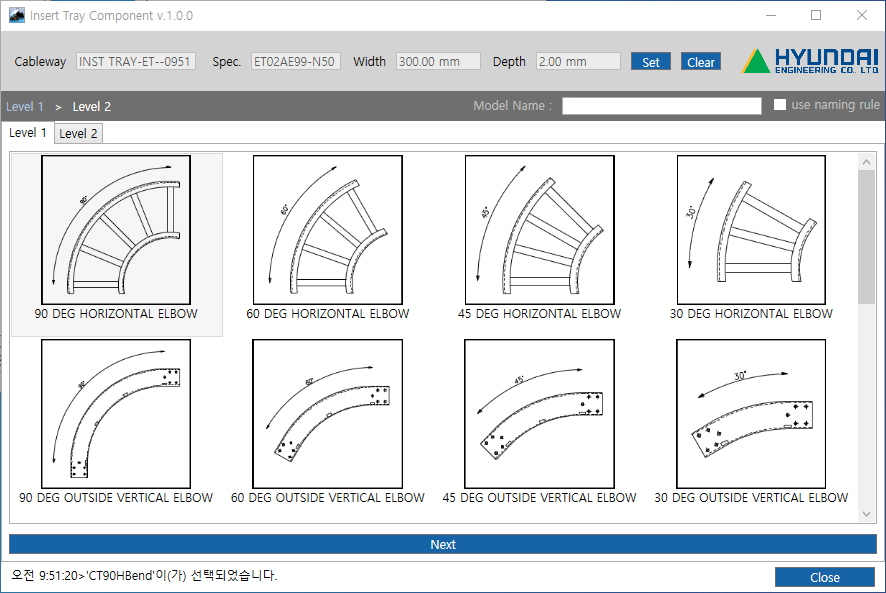 Insert Tray Component v.1.0.0
Cableway INST TRAY-ET--0951 Spec. ET02AE99-N50 Width 300.00 mm Depth 2.00 mm Set Clear
HYUNDAI
ENGINEERING CO., LTD.
Level 1 > Level 2 Model Name : use naming rule
Level 1 Level 2
90° 60° 45° 30°
90 DEG HORIZONTAL ELBOW 60 DEG HORIZONTAL ELBOW 45 DEG HORIZONTAL ELBOW 30 DEG HORIZONTAL ELBOW
90° 60° 45° 30°
90 DEG OUTSIDE VERTICAL ELBOW 60 DEG OUTSIDE VERTICAL ELBOW 45 DEG OUTSIDE VERTICAL ELBOW 30 DEG OUTSIDE VERTICAL ELBOW
Next
오전 9:51:20>'CT90HBend'이(가) 선택되었습니다.
Close